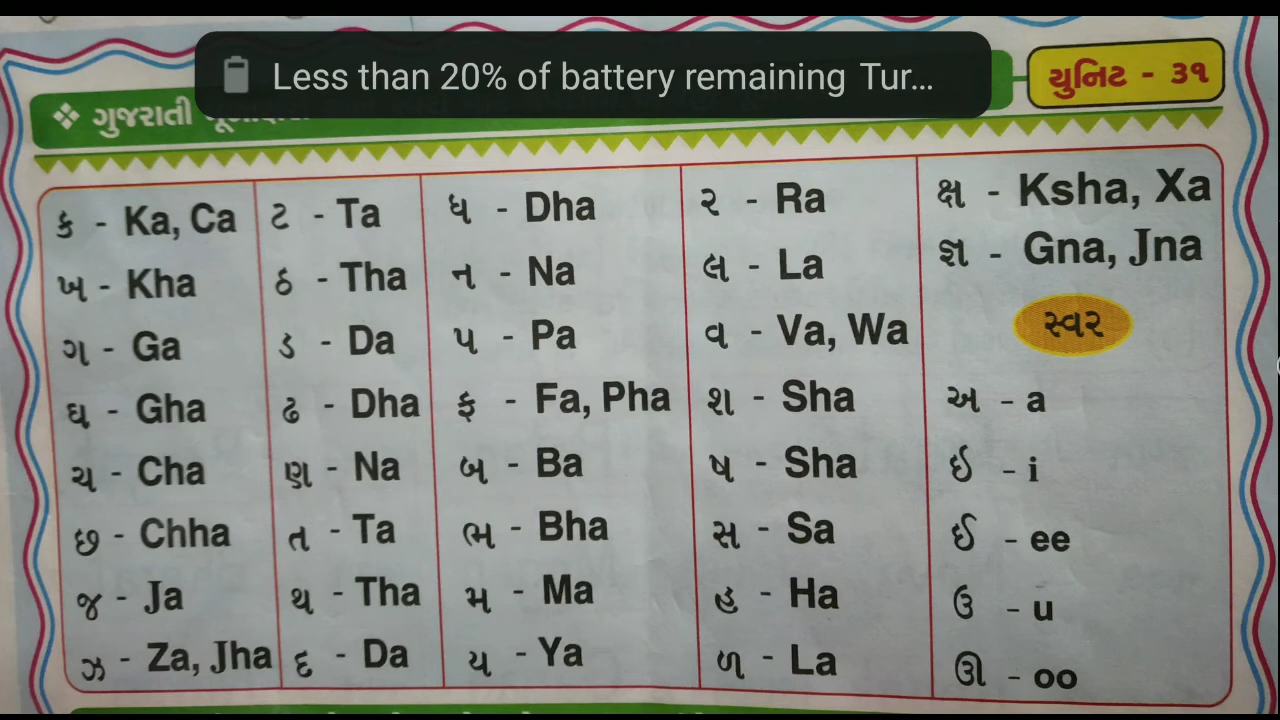 Less than 20% of battery remaining Tur...
❖ ગુજરાતી
યુનિટ - ૩૧
ક - Ka, Ca
ખ - Kha
ગ - Ga
ઘ - Gha
ચ - Cha
છ - Chha
જ - Ja
ઝ - Za, Jha
ટ - Ta
ઠ - Tha
ડ - Da
ઢ - Dha
ણ - Na
ત - Ta
થ - Tha
દ - Da
ધ - Dha
ન - Na
પ - Pa
ફ - Fa, Pha
બ - Ba
ભ - Bha
મ - Ma
ય - Ya
ર - Ra
લ - La
વ - Va, Wa
શ - Sha
ષ - Sha
સ - Sa
હ - Ha
ળ - La
ક્ષ - Ksha, Xa
જ્ઞ - Gna, Jna
સ્વર
અ - a
ઇ - i
ઈ - ee
ઉ - u
ઊ - oo